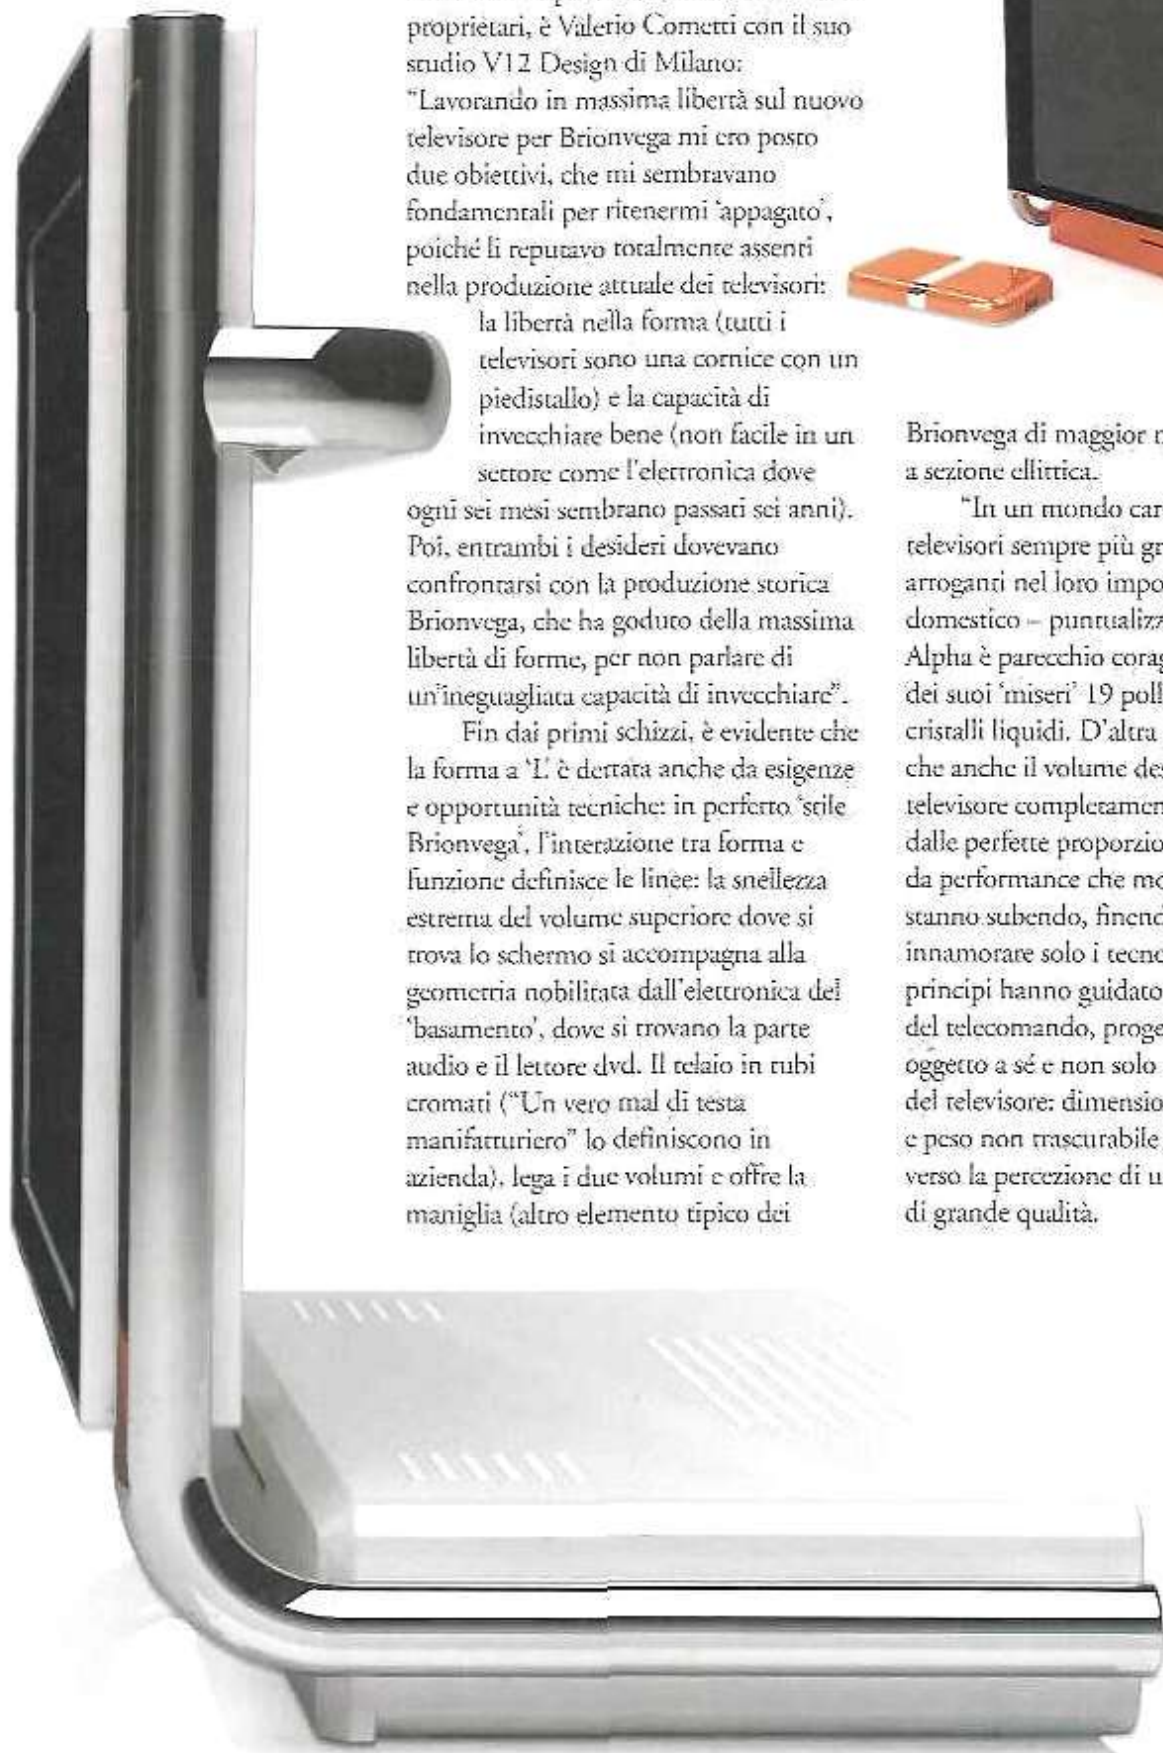 proprietari, è Valerio Cometti con il suo
studio V12 Design di Milano:
“Lavorando in massima libertà sul nuovo
televisore per Brionvega mi ero posto
due obiettivi, che mi sembravano
fondamentali per ritenermi ‘appagato’,
poiché li reputavo totalmente assenti
nella produzione attuale dei televisori:
la libertà nella forma (tutti i
televisori sono una cornice con un
piedistallo) e la capacità di
invecchiare bene (non facile in un
settore come l’elettronica dove
ogni sei mesi sembrano passati sei anni).
Poi, entrambi i desideri dovevano
confrontarsi con la produzione storica
Brionvega, che ha goduto della massima
libertà di forme, per non parlare di
un’ineguagliata capacità di invecchiare”.
Fin dai primi schizzi, è evidente che
la forma a ‘L’ è dettata anche da esigenze
e opportunità tecniche: in perfetto ‘stile
Brionvega’, l’interazione tra forma e
funzione definisce le linee: la snellezza
estrema del volume superiore dove si
trova lo schermo si accompagna alla
geometria nobilitata dall’elettronica del
‘basamento’, dove si trovano la parte
audio e il lettore dvd. Il telaio in tubi
cromati (“Un vero mal di testa
manifatturiero” lo definiscono in
azienda), lega i due volumi e offre la
maniglia (altro elemento tipico dei
Brionvega di maggior
a sezione ellittica.
“In un mondo
televisori sempre più
arroganti nel loro
domestico – 
Alpha è parecchio
dei suoi ‘miseri’ 19
cristalli liquidi. D’altra
che anche il volume
televisore
dalle perfette
da performance che
stanno subendo,
innamorare solo i
principi hanno guidato
del telecomando,
oggetto a sé e non solo
del televisore:
e peso non trascurabile
verso la percezione di
di grande qualità.